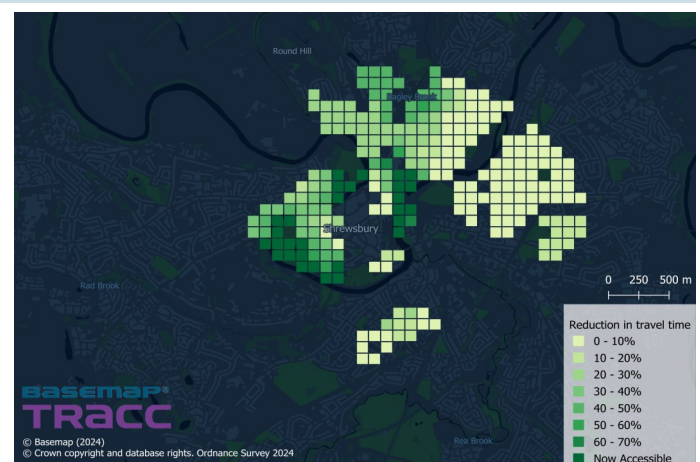 Round Hill
Bagley Brook
Shrewsbury
Rad Brook
0 250 500 m
Reduction in travel time
0 - 10%
10 - 20%
20 - 30%
30 - 40%
40 - 50%
50 - 60%
60 - 70%
Now Accessible
BASEMAP®
TRACC
© Basemap (2024)
© Crown copyright and database rights. Ordnance Survey 2024
Rea Brook